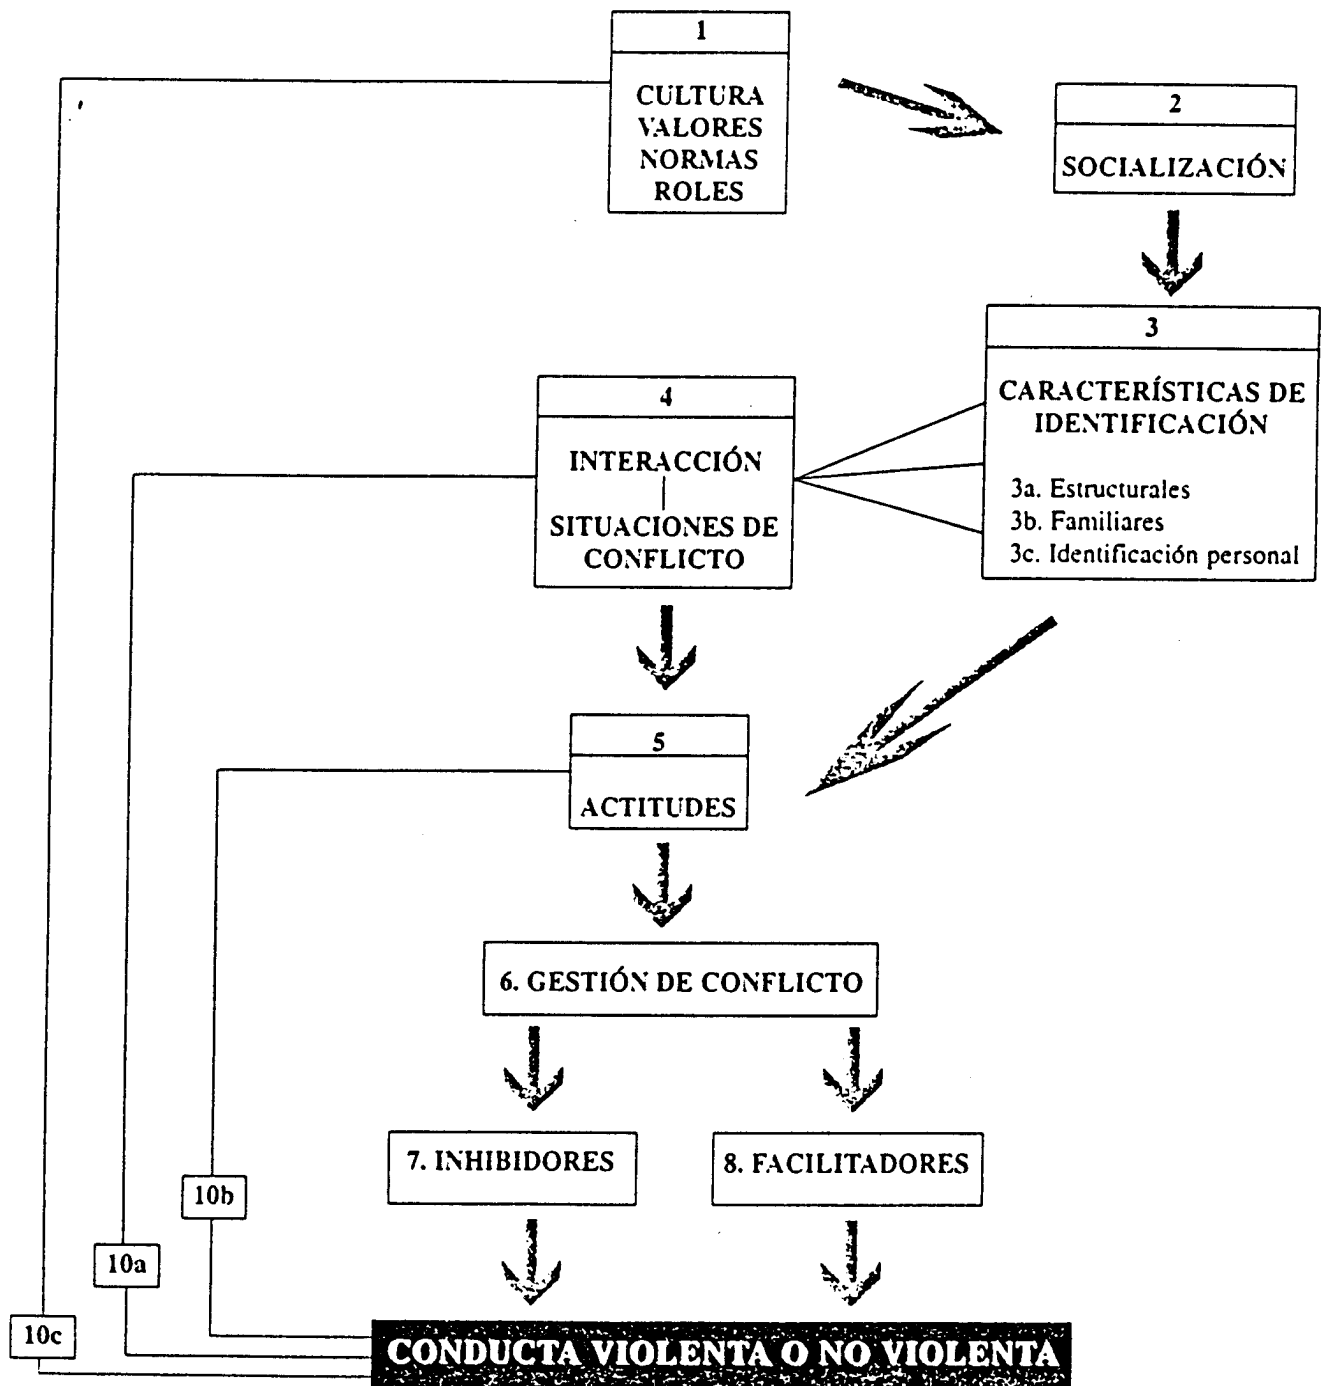 1
CULTURA
VALORES
NORMAS
ROLES
2
SOCIALIZACIÓN
3
CARACTERÍSTICAS DE
IDENTIFICACIÓN
3a. Estructurales
3b. Familiares
3c. Identificación personal
4
INTERACCIÓN
SITUACIONES DE
CONFLICTO
5
ACTITUDES
6. GESTIÓN DE CONFLICTO
7. INHIBIDORES
8. FACILITADORES
10b
10a
10c
CONDUCTA VIOLENTA O NO VIOLENTA